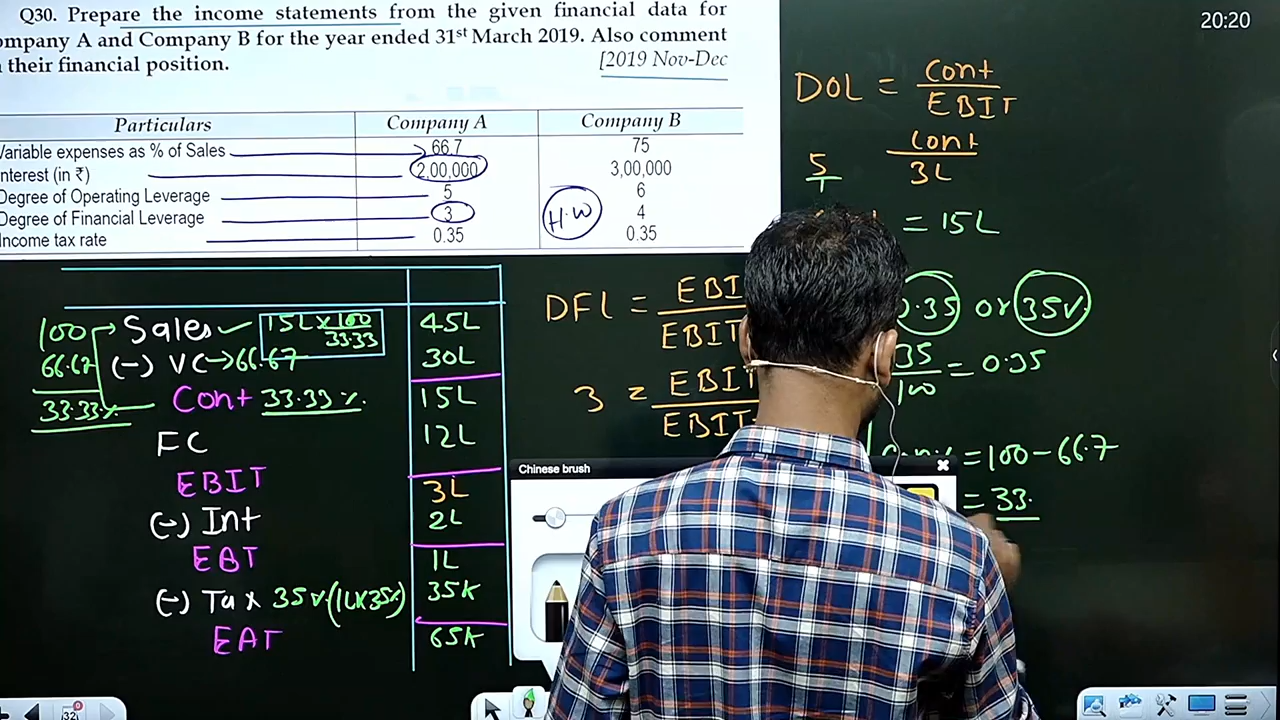 Q30. Prepare the income statements from the given financial data for
ompany A and Company B for the year ended 31st March 2019. Also comment
their financial position. [2019 Nov-Dec
Particulars Company A Company B
Variable expenses as % of Sales 66.7 75
Interest (in ₹) 2,00,000 3,00,000
Degree of Operating Leverage 5 6
Degree of Financial Leverage 3 4
Income tax rate 0.35 0.35
H.W
20:20
DOL = Cont
EBIT
5
1
Cont
3L
= 15L
100 Sales 15L x 100
33.33
45L
66.67 (-) VC → 66.67 30L
33.33% Cont 33.33 %. 15L
FC 12L
EBIT 3L
(-) Int 2L
EBT 1L
(-) Tax 35% (1L x 35%) 35K
EAT 65K
DFL = EBI
EBIT
3 = EBIT
EBIT
0.35 or 35%
35
100
= 0.35
= 100 - 66.7
= 33.
Chinese brush
32